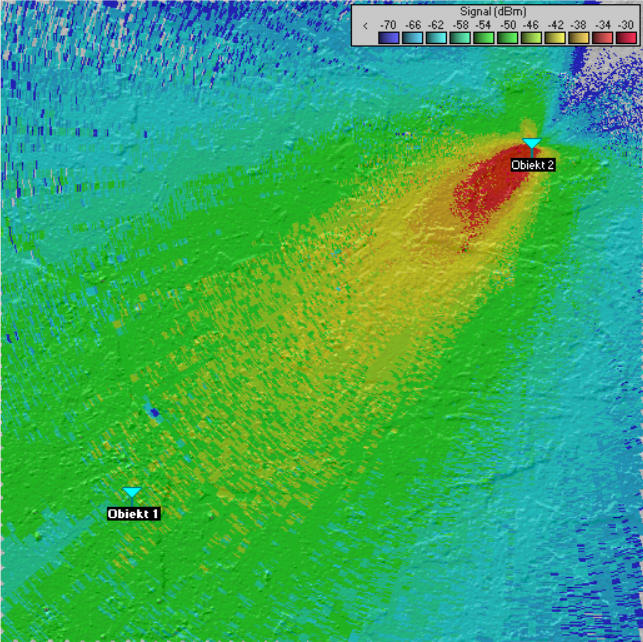 Signal (dBm)
< -70 -66 -62 -58 -54 -50 -46 -42 -38 -34 -30
Obiekt 2
Obiekt 1